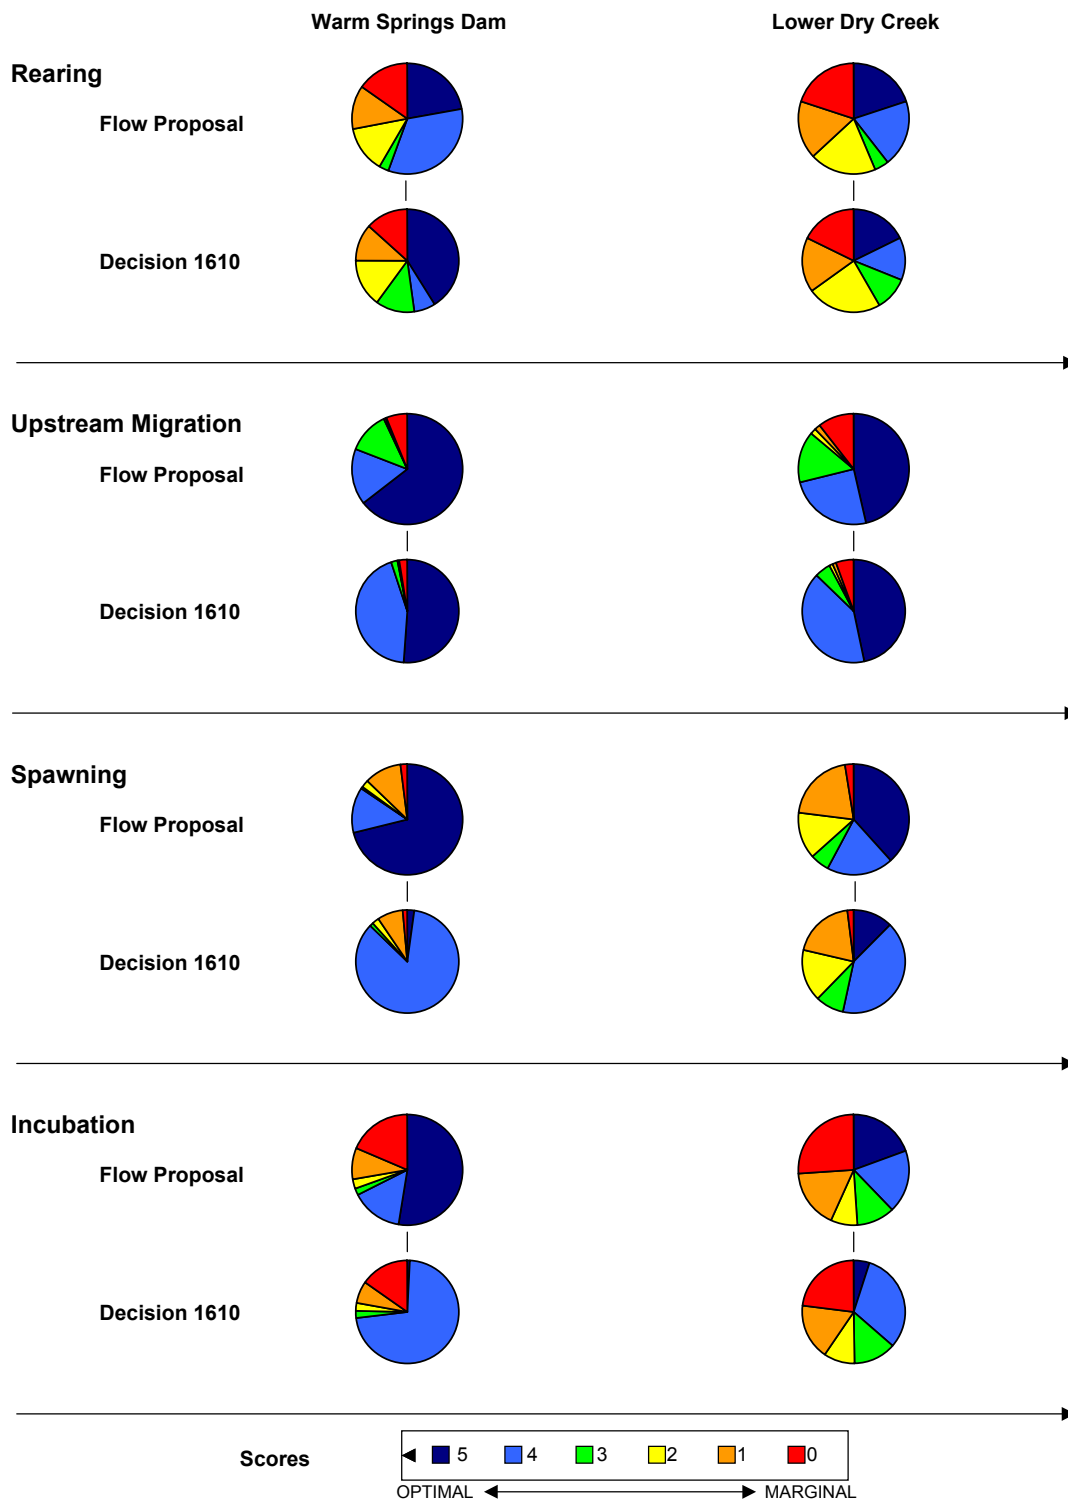 Warm Springs Dam Lower Dry Creek
Rearing
Flow Proposal
Decision 1610
Upstream Migration
Flow Proposal
Decision 1610
Spawning
Flow Proposal
Decision 1610
Incubation
Flow Proposal
Decision 1610
Scores 5 4 3 2 1 0
OPTIMAL MARGINAL